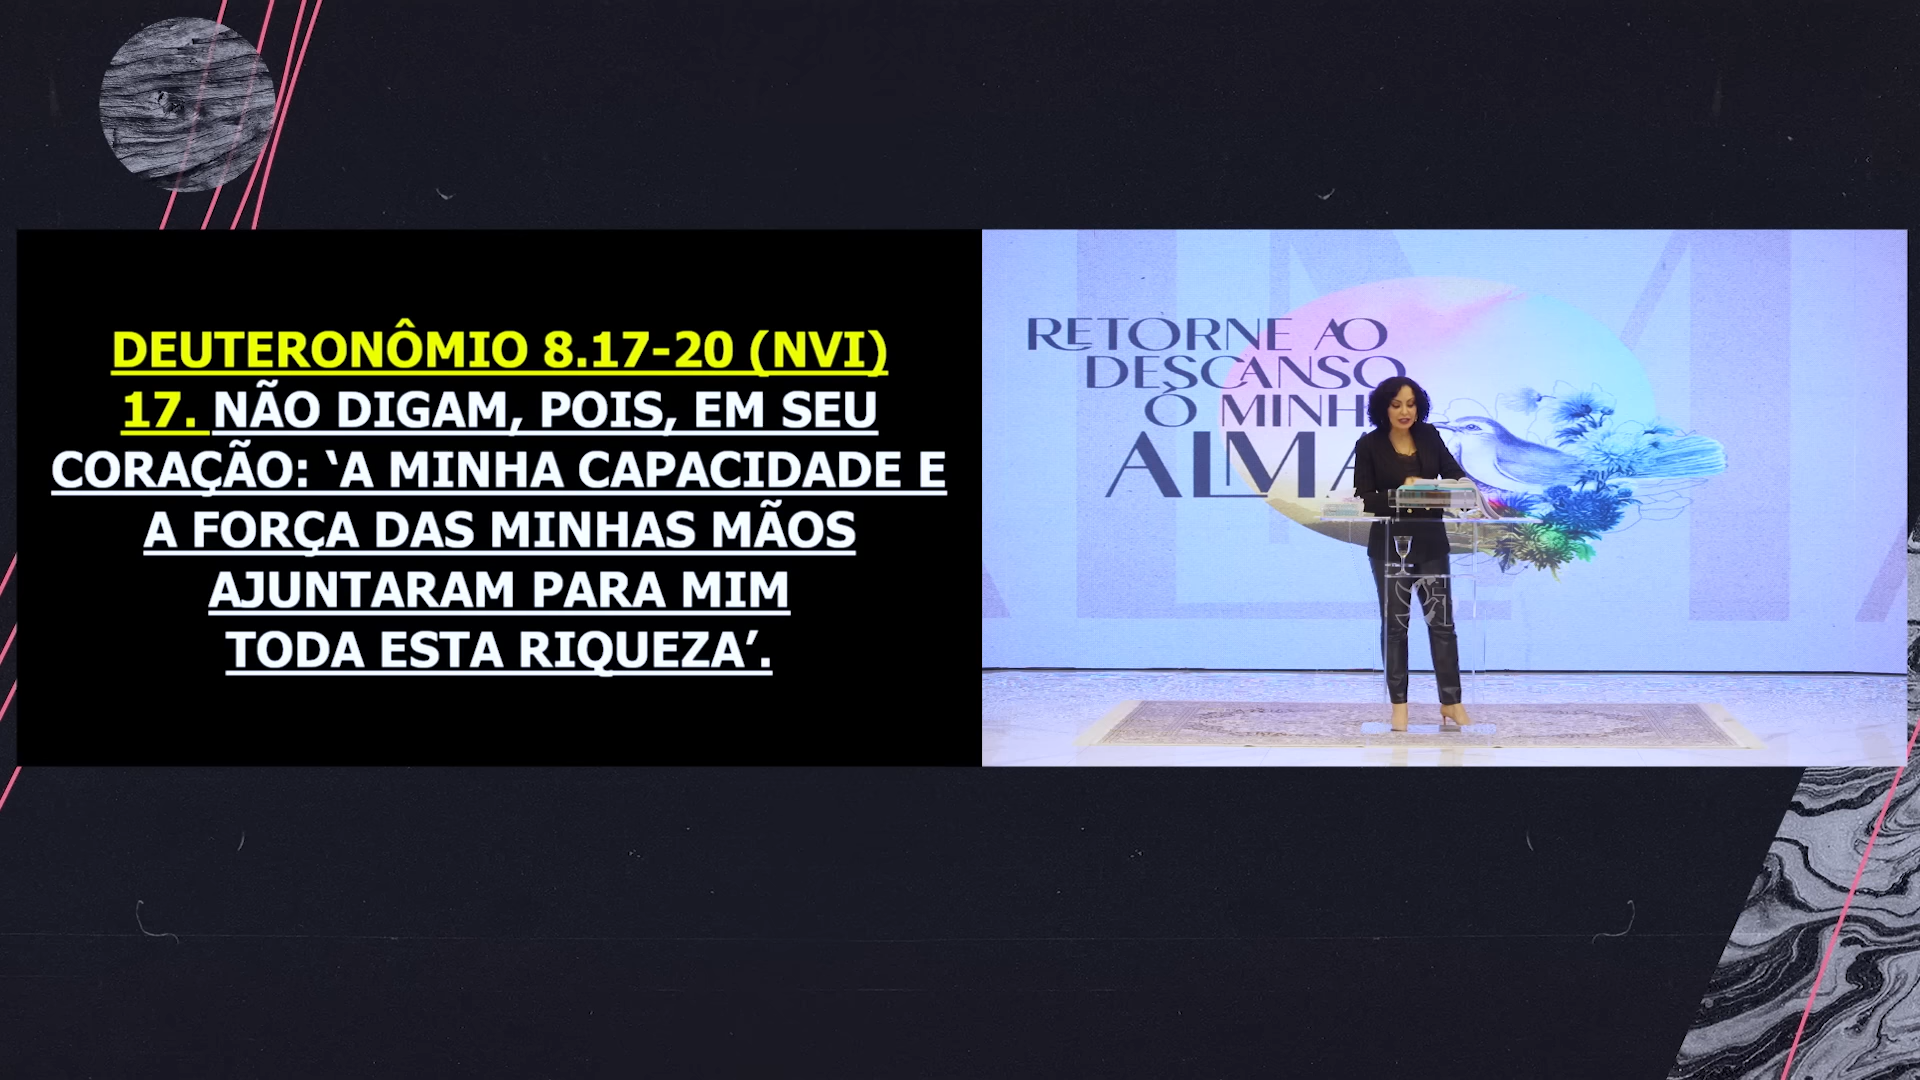 DEUTERONÔMIO 8.17-20 (NVI)
17. NÃO DIGAM, POIS, EM SEU
CORAÇÃO: ‘A MINHA CAPACIDADE E
A FORÇA DAS MINHAS MÃOS
AJUNTARAM PARA MIM
TODA ESTA RIQUEZA’.
RETORNE AO
DESCANSO
Ó MINHA
ALMA